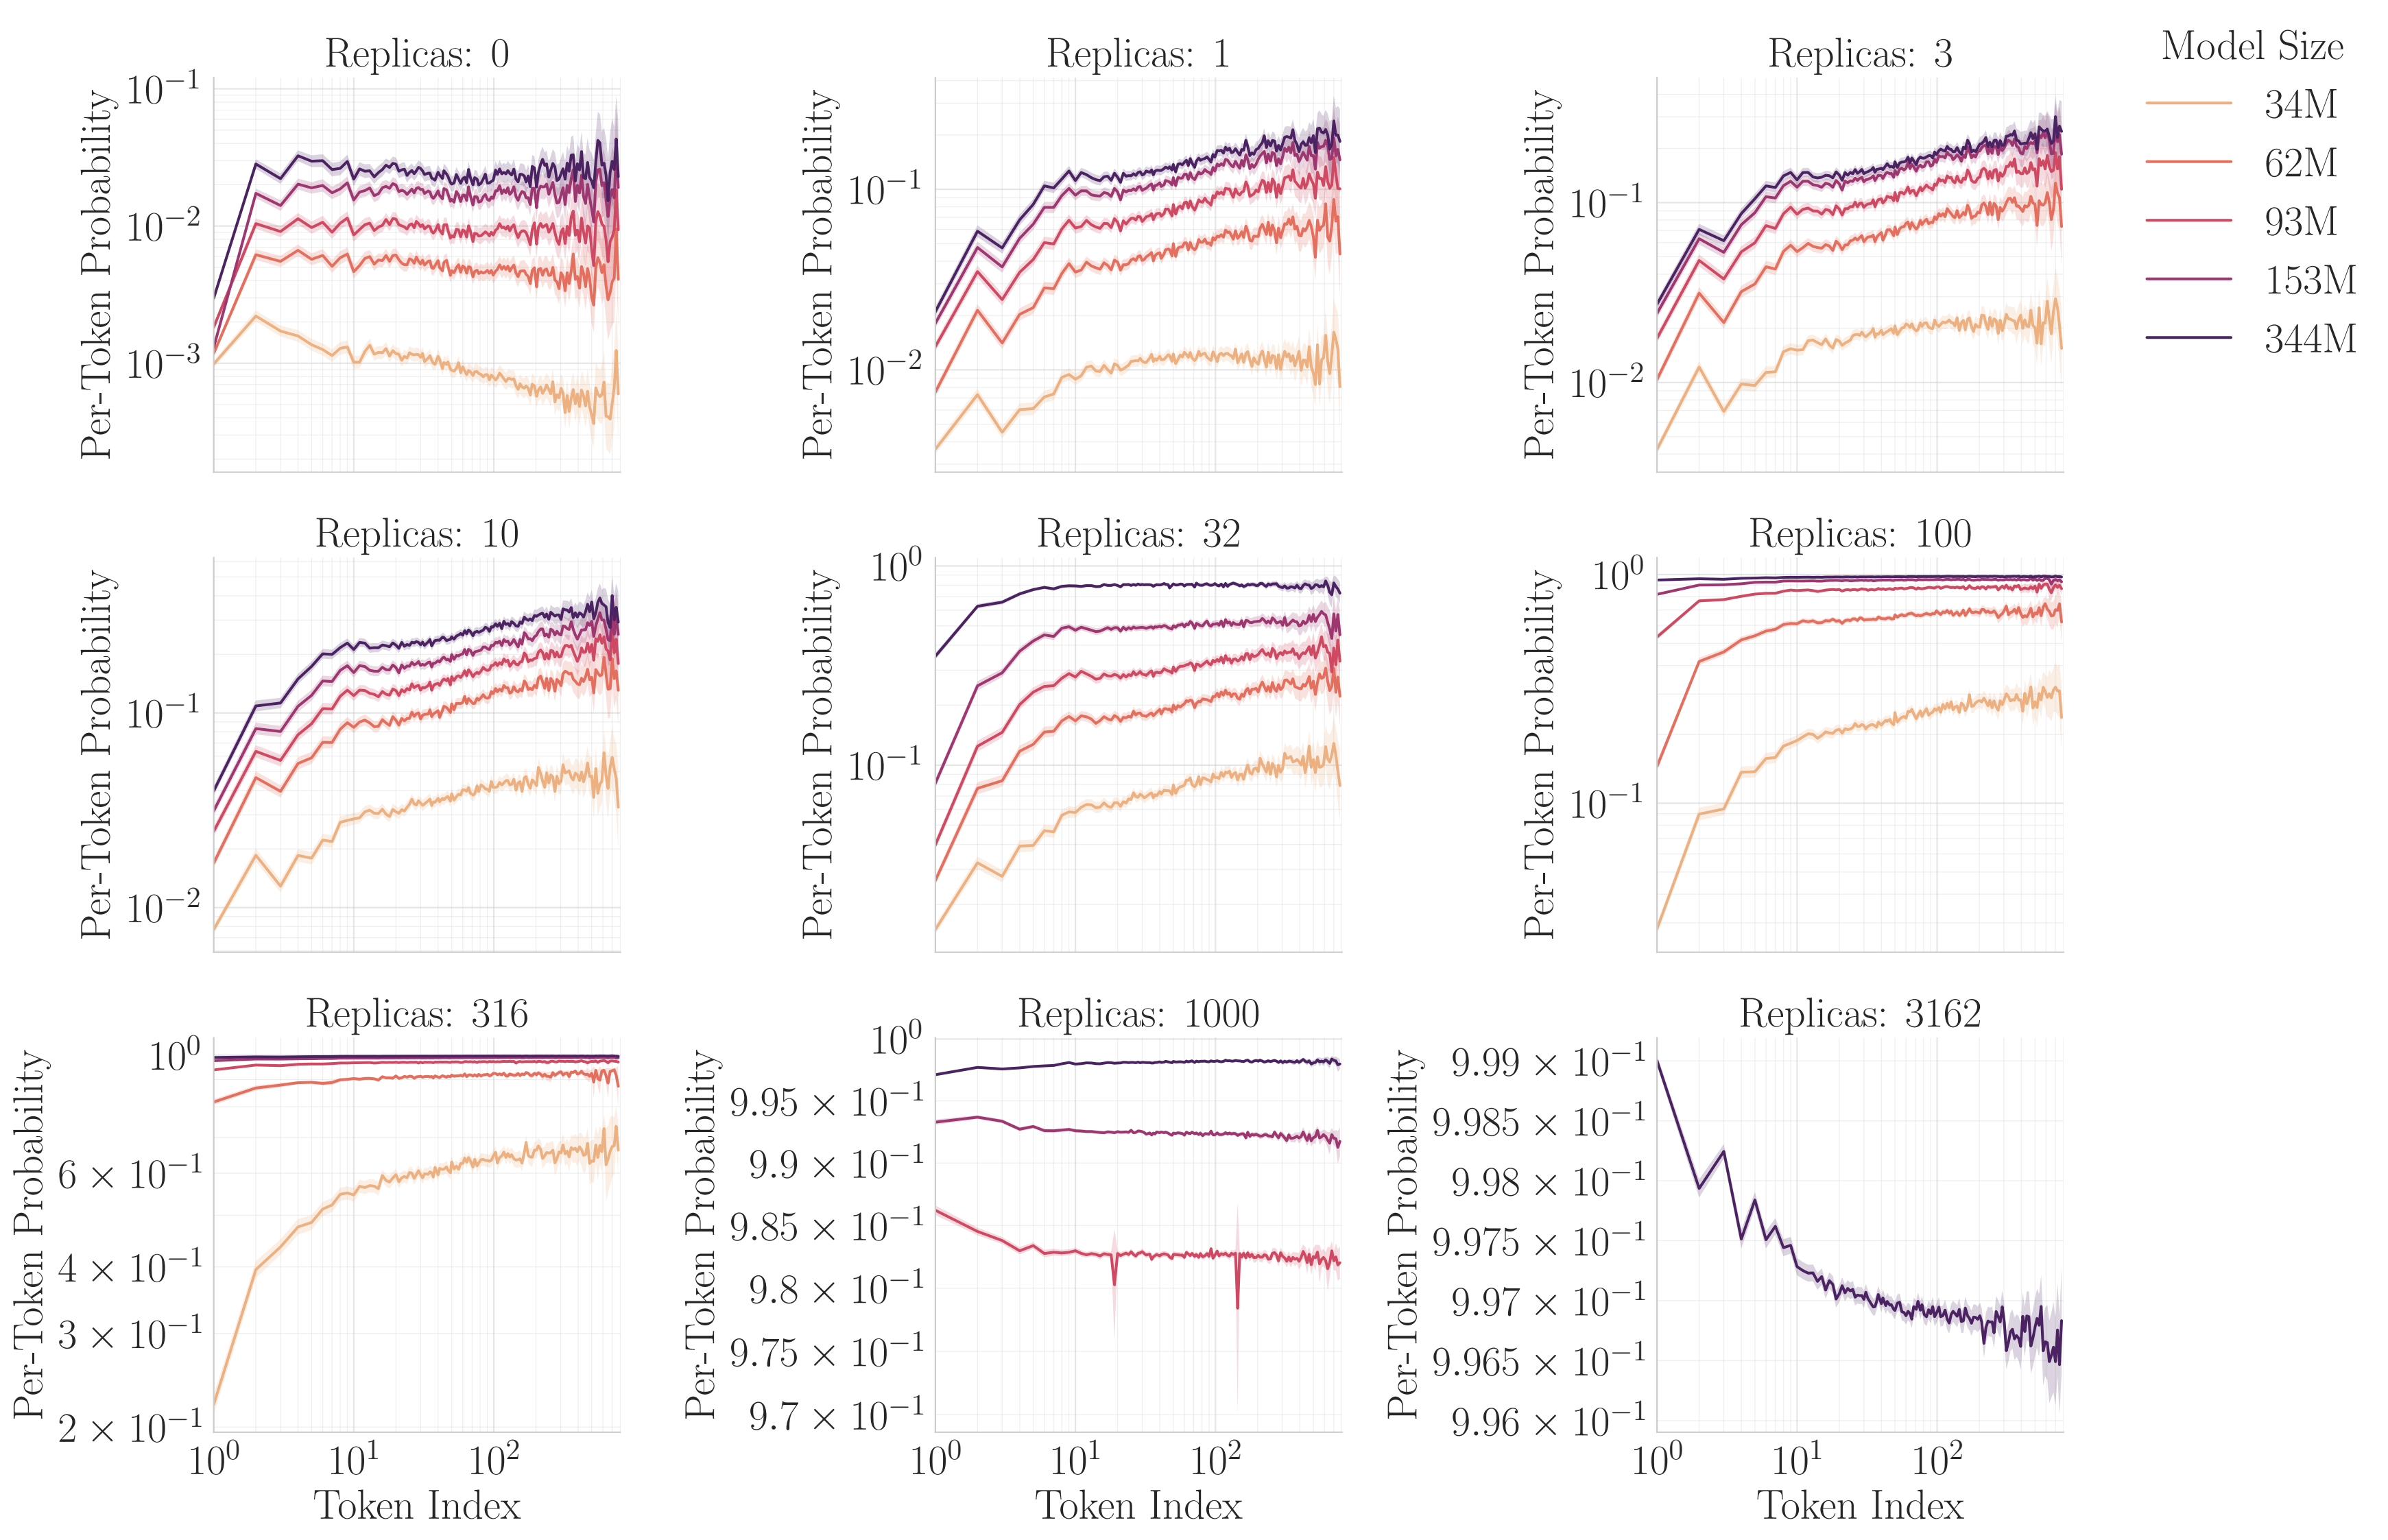 Replicas: 0
Per-Token Probability
10^{-1}
10^{-2}
10^{-3}
Replicas: 1
Per-Token Probability
10^{-1}
10^{-2}
Replicas: 3
Per-Token Probability
10^{-1}
10^{-2}
Model Size
34M
62M
93M
153M
344M
Replicas: 10
Per-Token Probability
10^{-1}
10^{-2}
Replicas: 32
Per-Token Probability
10^{0}
10^{-1}
Replicas: 100
Per-Token Probability
10^{0}
10^{-1}
Replicas: 316
Per-Token Probability
10^{0}
6 × 10^{-1}
4 × 10^{-1}
3 × 10^{-1}
2 × 10^{-1}
10^{0} 10^{1} 10^{2}
Token Index
Replicas: 1000
Per-Token Probability
10^{0}
9.95 × 10^{-1}
9.9 × 10^{-1}
9.85 × 10^{-1}
9.8 × 10^{-1}
9.75 × 10^{-1}
9.7 × 10^{-1}
10^{0} 10^{1} 10^{2}
Token Index
Replicas: 3162
Per-Token Probability
9.99 × 10^{-1}
9.985 × 10^{-1}
9.98 × 10^{-1}
9.975 × 10^{-1}
9.97 × 10^{-1}
9.965 × 10^{-1}
9.96 × 10^{-1}
10^{0} 10^{1} 10^{2}
Token Index